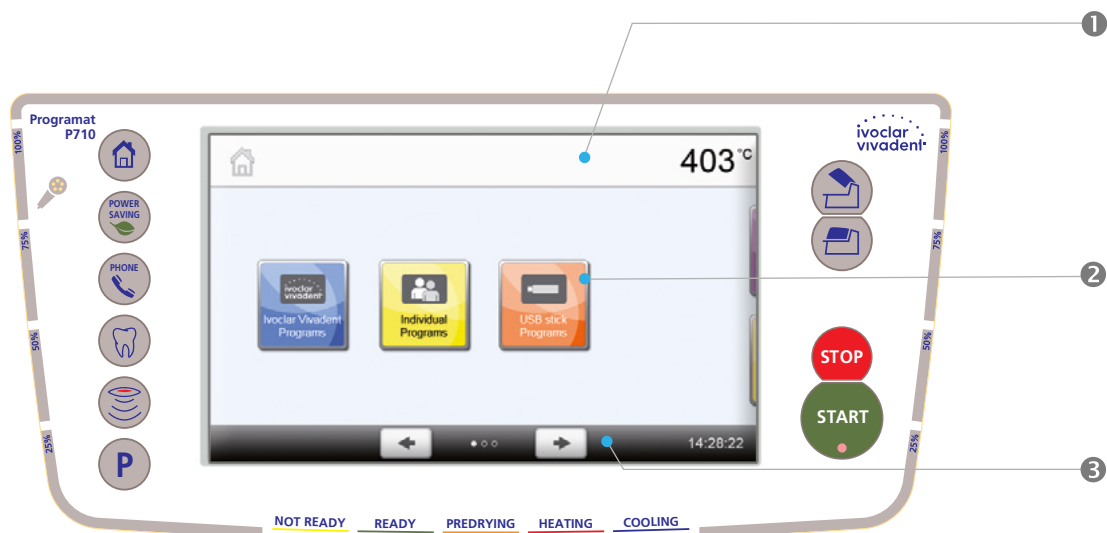 1
Programat
P710
100%
75%
50%
25%
POWER
SAVING
PHONE
P
403°C
ivoclar
vivadent
Ivoclar Vivadent
Programs
Individual
Programs
USB stick
Programs
2
14:28:22
3
ivoclar
vivadent
100%
75%
50%
25%
STOP
START
NOT READY
READY
PREDRYING
HEATING
COOLING